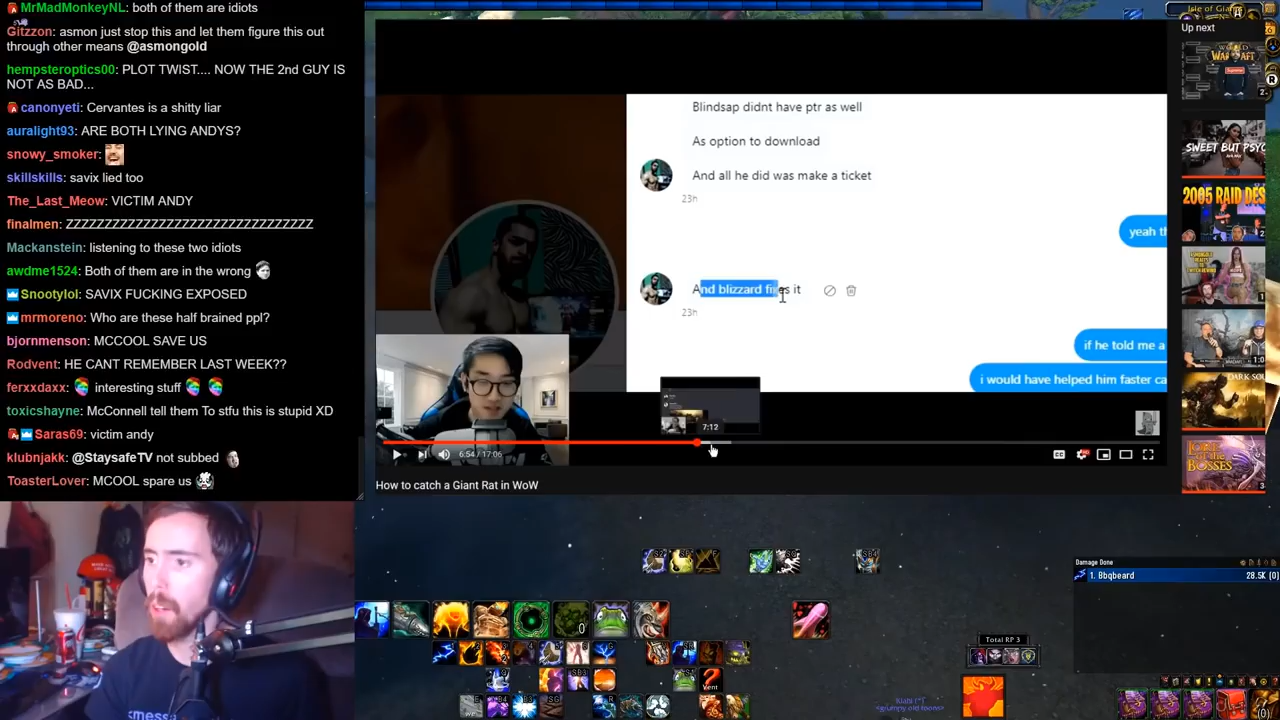 MrMadMonkeyNL: both of them are idiots
Gitzzon: asmon just stop this and let them figure this out
through other means @asmongold
hempsteroptics00: PLOT TWIST.... NOW THE 2nd GUY IS
NOT AS BAD...
canonyeti: Cervantes is a shitty liar
auralight93: ARE BOTH LYING ANDYS?
snowy_smoker:
skillskills: savix lied too
The_Last_Meow: VICTIM ANDY
finalmen: ZZZZZZZZZZZZZZZZZZZZZZZZZZZZZZZ
Mackanstein: listening to these two idiots
awdme1524: Both of them are in the wrong
Snootylol: SAVIX FUCKING EXPOSED
mrmoreno: Who are these half brained ppl?
bjornmenson: MCCOOL SAVE US
Rodvent: HE CANT REMEMBER LAST WEEK??
ferxxdaxx: interesting stuff
toxicshayne: McConnell tell them To stfu this is stupid XD
Saras69: victim andy
klubnjakk: @StaysafeTV not subbed
ToasterLover: MCOOL spare us
Blindsap didnt have ptr as well
As option to download
And all he did was make a ticket
23h
yeah th
And blizzard fixes it
23h
if he told me a
i would have helped him faster ca
7:12
6:54 / 17:06
How to catch a Giant Rat in WoW
Up next
WORLD
WARCRAFT
SWEET BUT PSYC
2005 RAID DES
DARK SOU
LORE OF THE
BOSSES
Damage Done
1. Bbqbeard
28.5K (0)
Total RP 3
Vent